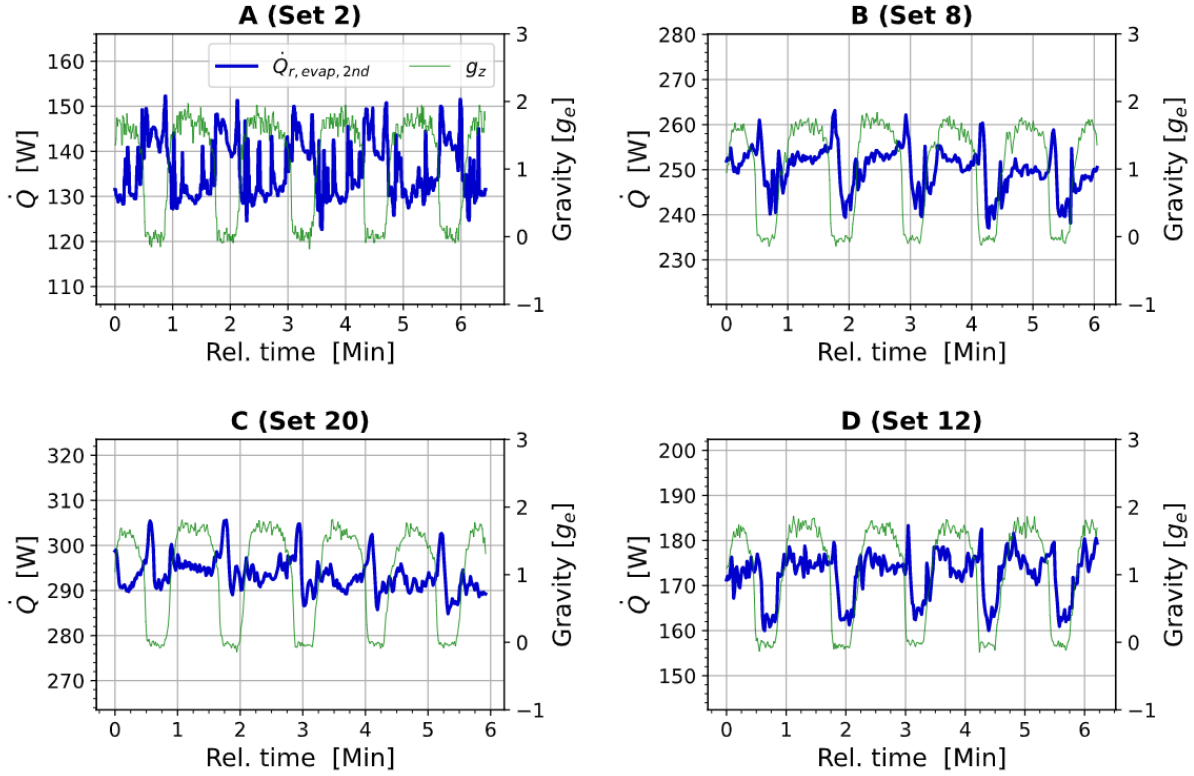 A (Set 2)
160
150
140
130
120
110
Q̇ [W]
3
2
1
0
−1
Gravity [g_e]
Q̇_{r, evap, 2nd}
g_z
0 1 2 3 4 5 6
Rel. time [Min]
B (Set 8)
280
270
260
250
240
230
Q̇ [W]
3
2
1
0
−1
Gravity [g_e]
0 1 2 3 4 5 6
Rel. time [Min]
C (Set 20)
320
310
300
290
280
270
Q̇ [W]
3
2
1
0
−1
Gravity [g_e]
0 1 2 3 4 5 6
Rel. time [Min]
D (Set 12)
200
190
180
170
160
150
Q̇ [W]
3
2
1
0
−1
Gravity [g_e]
0 1 2 3 4 5 6
Rel. time [Min]